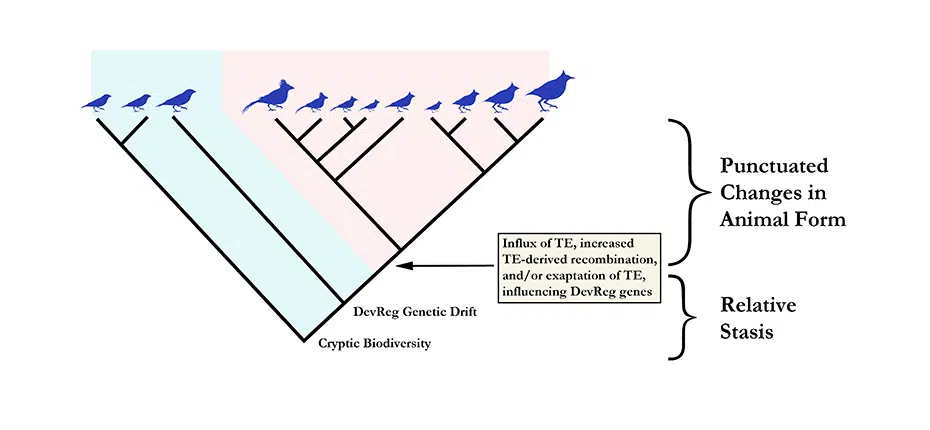 Punctuated
Changes in
Animal Form
Influx of TE, increased
TE-derived recombination,
and/or exaptation of TE,
influencing DevReg genes
Relative
Stasis
DevReg Genetic Drift
Cryptic Biodiversity